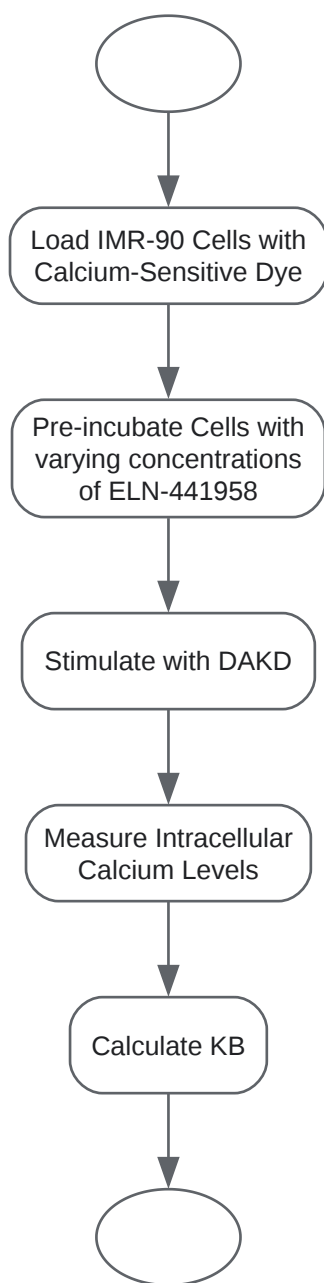 Load IMR-90 Cells with
Calcium-Sensitive Dye
Pre-incubate Cells with
varying concentrations
of ELN-441958
Stimulate with DAKD
Measure Intracellular
Calcium Levels
Calculate KB